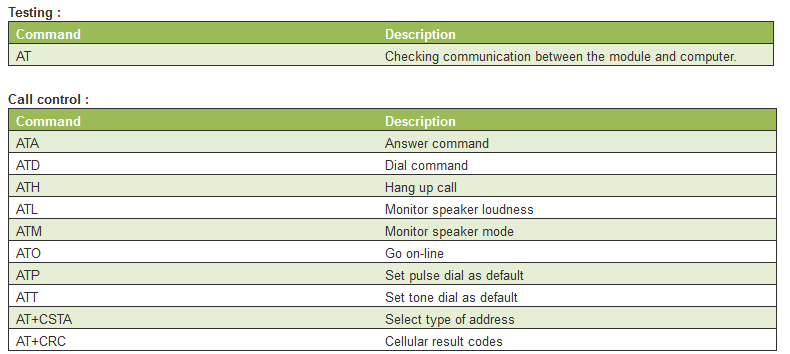 Testing :
Command Description
AT Checking communication between the module and computer.
Call control :
Command Description
ATA Answer command
ATD Dial command
ATH Hang up call
ATL Monitor speaker loudness
ATM Monitor speaker mode
ATO Go on-line
ATP Set pulse dial as default
ATT Set tone dial as default
AT+CSTA Select type of address
AT+CRC Cellular result codes